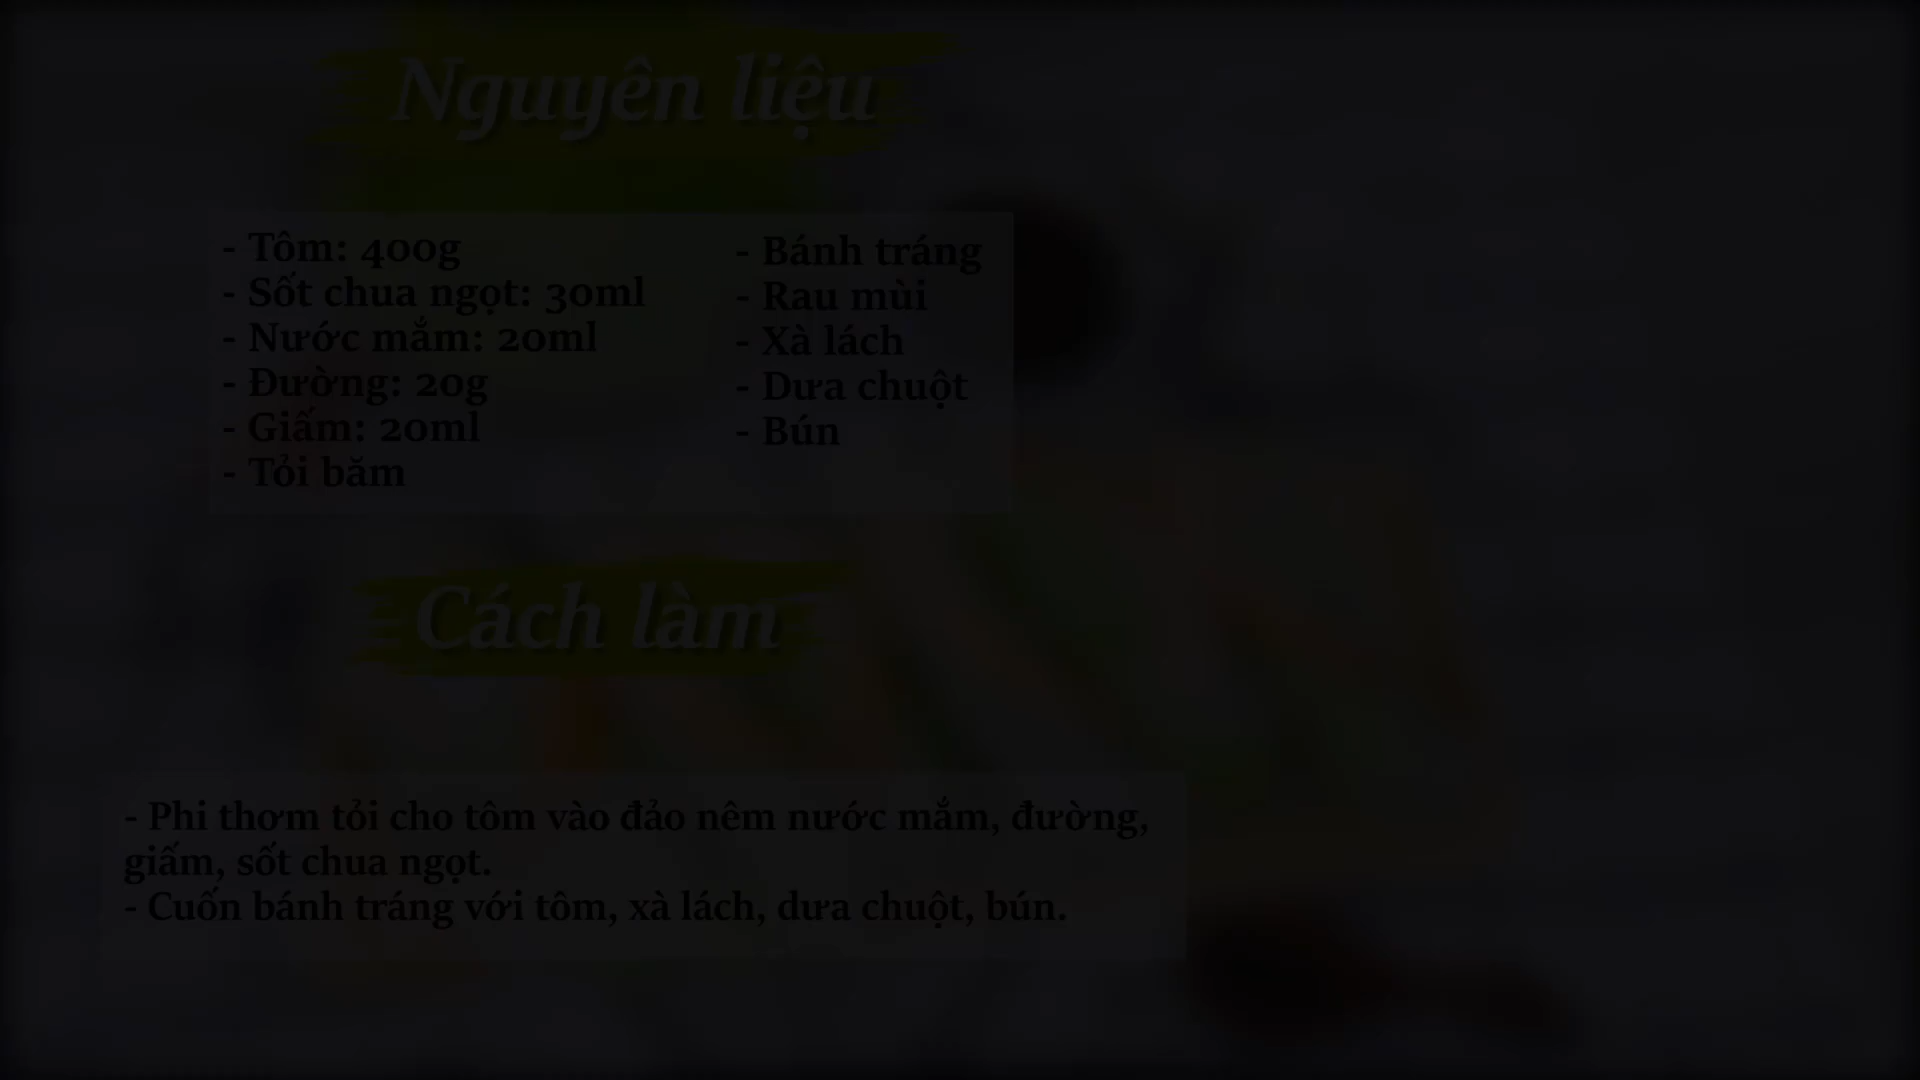 Nguyên liệu
- Tôm: 400g
- Sốt chua ngọt: 30ml
- Nước mắm: 20ml
- Đường: 20g
- Giấm: 20ml
- Tỏi băm
- Bánh tráng
- Rau mùi
- Xà lách
- Dưa chuột
- Bún
Cách làm
- Phi thơm tỏi cho tôm vào đảo nêm nước mắm, đường,
giấm, sốt chua ngọt.
- Cuốn bánh tráng với tôm, xà lách, dưa chuột, bún.